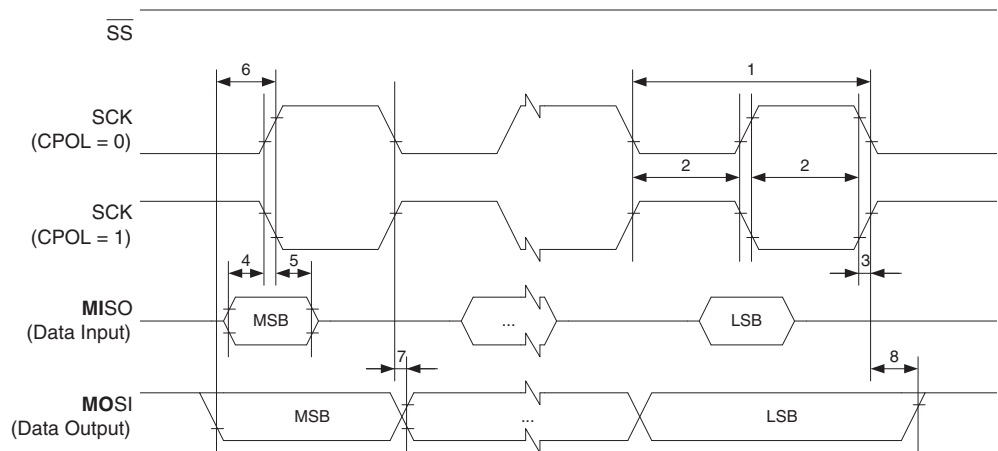 SS
6
1
SCK
(CPOL = 0)
2
2
SCK
(CPOL = 1)
4
5
3
MISO
(Data Input)
MSB
...
LSB
7
8
MOSI
(Data Output)
MSB
...
LSB